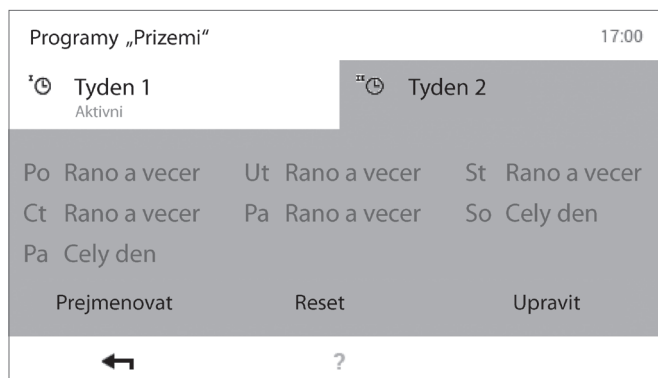 Programy „Prizemi“ 17:00
I Tyden 1 II Tyden 2
Aktivni
Po Rano a vecer Ut Rano a vecer St Rano a vecer
Ct Rano a vecer Pa Rano a vecer So Cely den
Pa Cely den
Prejmenovat Reset Upravit
?